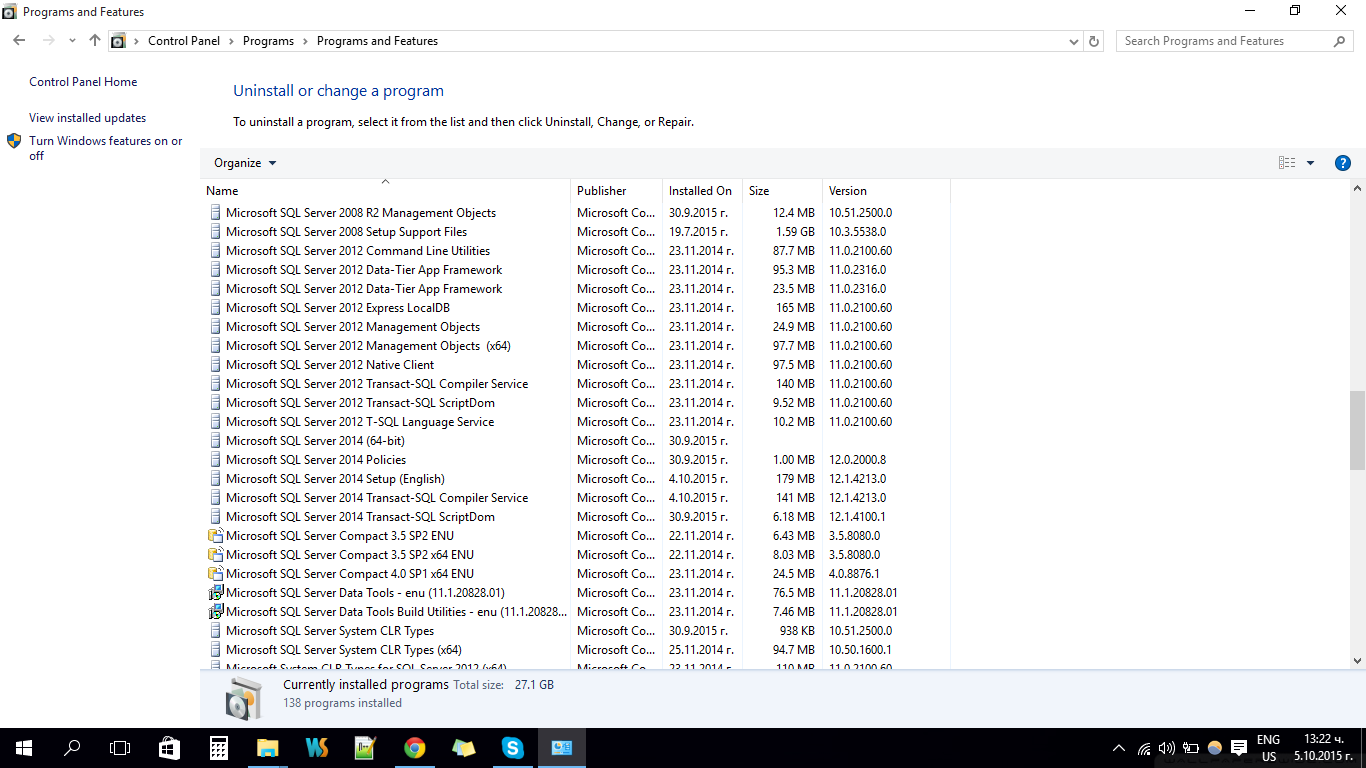 Programs and Features
Control Panel > Programs > Programs and Features
Search Programs and Features
Control Panel Home
View installed updates
Turn Windows features on or
off
Uninstall or change a program
To uninstall a program, select it from the list and then click Uninstall, Change, or Repair.
Organize
Name Publisher Installed On Size Version
Microsoft SQL Server 2008 R2 Management Objects Microsoft Co... 30.9.2015 г. 12.4 MB 10.51.2500.0
Microsoft SQL Server 2008 Setup Support Files Microsoft Co... 19.7.2015 г. 1.59 GB 10.3.5538.0
Microsoft SQL Server 2012 Command Line Utilities Microsoft Co... 23.11.2014 г. 87.7 MB 11.0.2100.60
Microsoft SQL Server 2012 Data-Tier App Framework Microsoft Co... 23.11.2014 г. 95.3 MB 11.0.2316.0
Microsoft SQL Server 2012 Data-Tier App Framework Microsoft Co... 23.11.2014 г. 23.5 MB 11.0.2316.0
Microsoft SQL Server 2012 Express LocalDB Microsoft Co... 23.11.2014 г. 165 MB 11.0.2100.60
Microsoft SQL Server 2012 Management Objects Microsoft Co... 23.11.2014 г. 24.9 MB 11.0.2100.60
Microsoft SQL Server 2012 Management Objects (x64) Microsoft Co... 23.11.2014 г. 97.7 MB 11.0.2100.60
Microsoft SQL Server 2012 Native Client Microsoft Co... 23.11.2014 г. 97.5 MB 11.0.2100.60
Microsoft SQL Server 2012 Transact-SQL Compiler Service Microsoft Co... 23.11.2014 г. 140 MB 11.0.2100.60
Microsoft SQL Server 2012 Transact-SQL ScriptDom Microsoft Co... 23.11.2014 г. 9.52 MB 11.0.2100.60
Microsoft SQL Server 2012 T-SQL Language Service Microsoft Co... 23.11.2014 г. 10.2 MB 11.0.2100.60
Microsoft SQL Server 2014 (64-bit) Microsoft Co... 30.9.2015 г.
Microsoft SQL Server 2014 Policies Microsoft Co... 30.9.2015 г. 1.00 MB 12.0.2000.8
Microsoft SQL Server 2014 Setup (English) Microsoft Co... 4.10.2015 г. 179 MB 12.1.4213.0
Microsoft SQL Server 2014 Transact-SQL Compiler Service Microsoft Co... 4.10.2015 г. 141 MB 12.1.4213.0
Microsoft SQL Server 2014 Transact-SQL ScriptDom Microsoft Co... 30.9.2015 г. 6.18 MB 12.1.4100.1
Microsoft SQL Server Compact 3.5 SP2 ENU Microsoft Co... 22.11.2014 г. 6.43 MB 3.5.8080.0
Microsoft SQL Server Compact 3.5 SP2 x64 ENU Microsoft Co... 22.11.2014 г. 8.03 MB 3.5.8080.0
Microsoft SQL Server Compact 4.0 SP1 x64 ENU Microsoft Co... 23.11.2014 г. 24.5 MB 4.0.8876.1
Microsoft SQL Server Data Tools - enu (11.1.20828.01) Microsoft Co... 23.11.2014 г. 76.5 MB 11.1.20828.01
Microsoft SQL Server Data Tools Build Utilities - enu (11.1.20828... Microsoft Co... 23.11.2014 г. 7.46 MB 11.1.20828.01
Microsoft SQL Server System CLR Types Microsoft Co... 30.9.2015 г. 938 KB 10.51.2500.0
Microsoft SQL Server System CLR Types (x64) Microsoft Co... 25.11.2014 г. 94.7 MB 10.50.1600.1
Microsoft System CLR Types for SQL Server 2012 (x64) Microsoft Co... 23.11.2014 г. 110 MB 11.0.2100.60
Currently installed programs Total size: 27.1 GB
138 programs installed
ENG 13:22 ч.
US 5.10.2015 г.